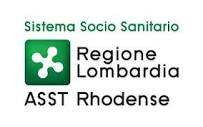 Sistema Socio Sanitario
Regione
Lombardia
ASST Rhodense